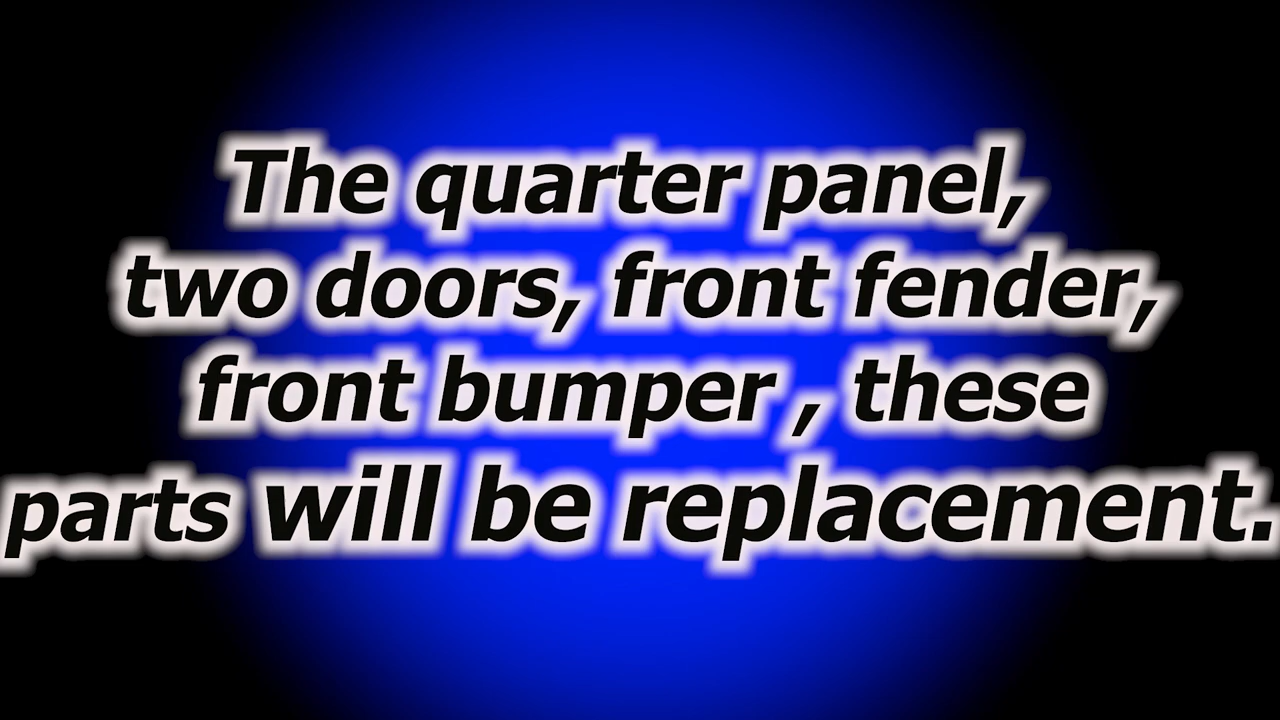 The quarter panel,
two doors, front fender,
front bumper , these
parts will be replacement.